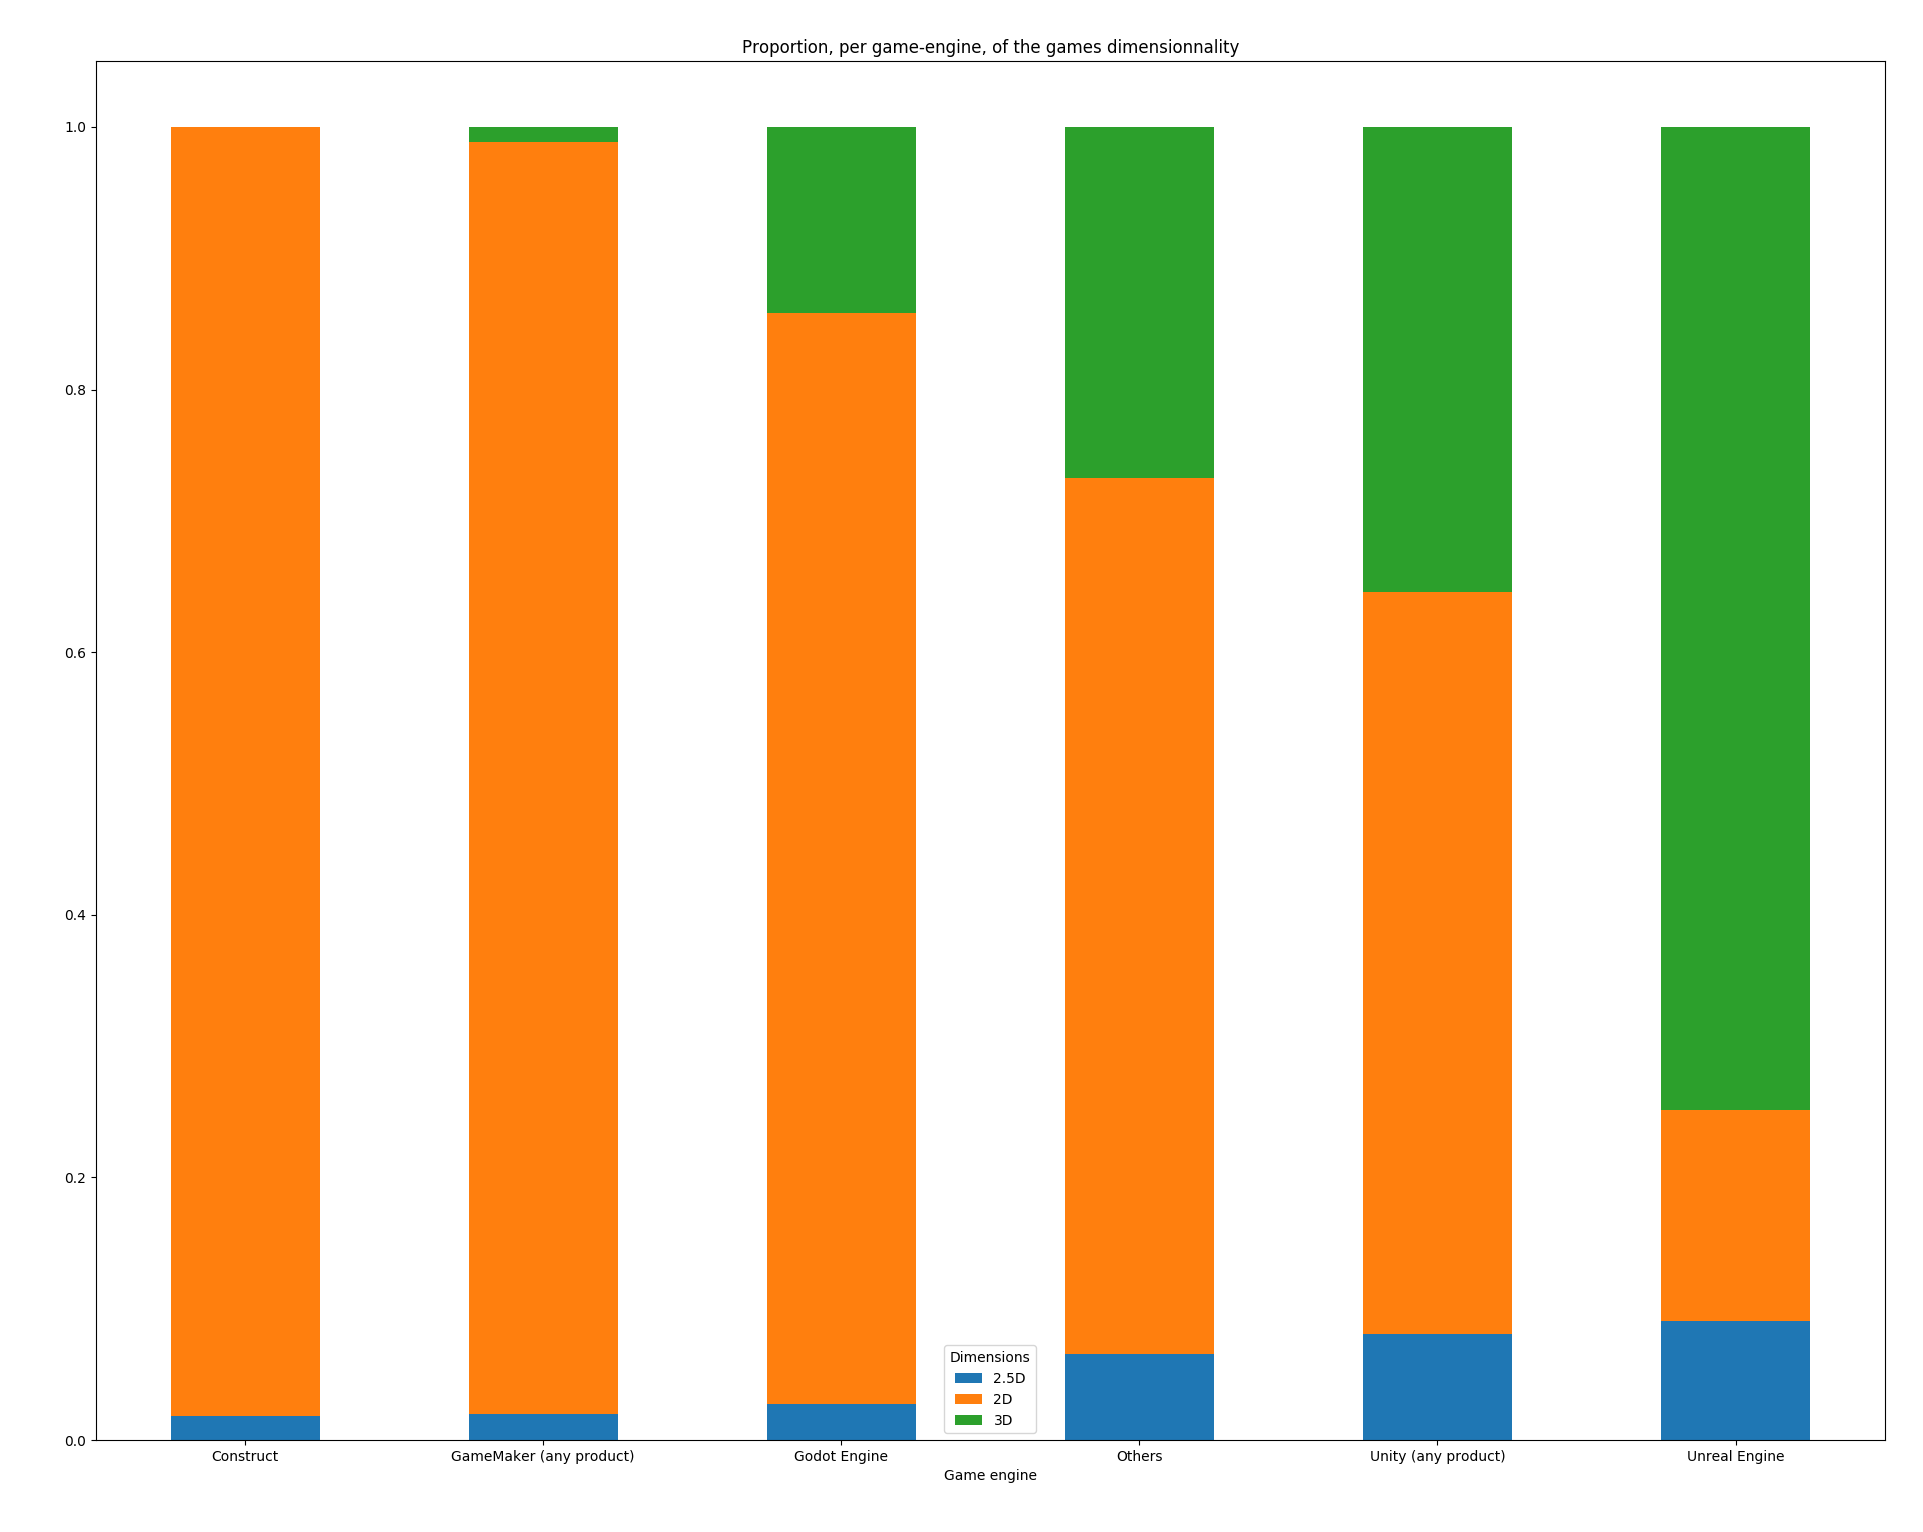 Proportion, per game-engine, of the games dimensionnality
1.0
0.8
0.6
0.4
0.2
0.0
Dimensions
2.5D
2D
3D
Construct GameMaker (any product) Godot Engine Others Unity (any product) Unreal Engine
Game engine